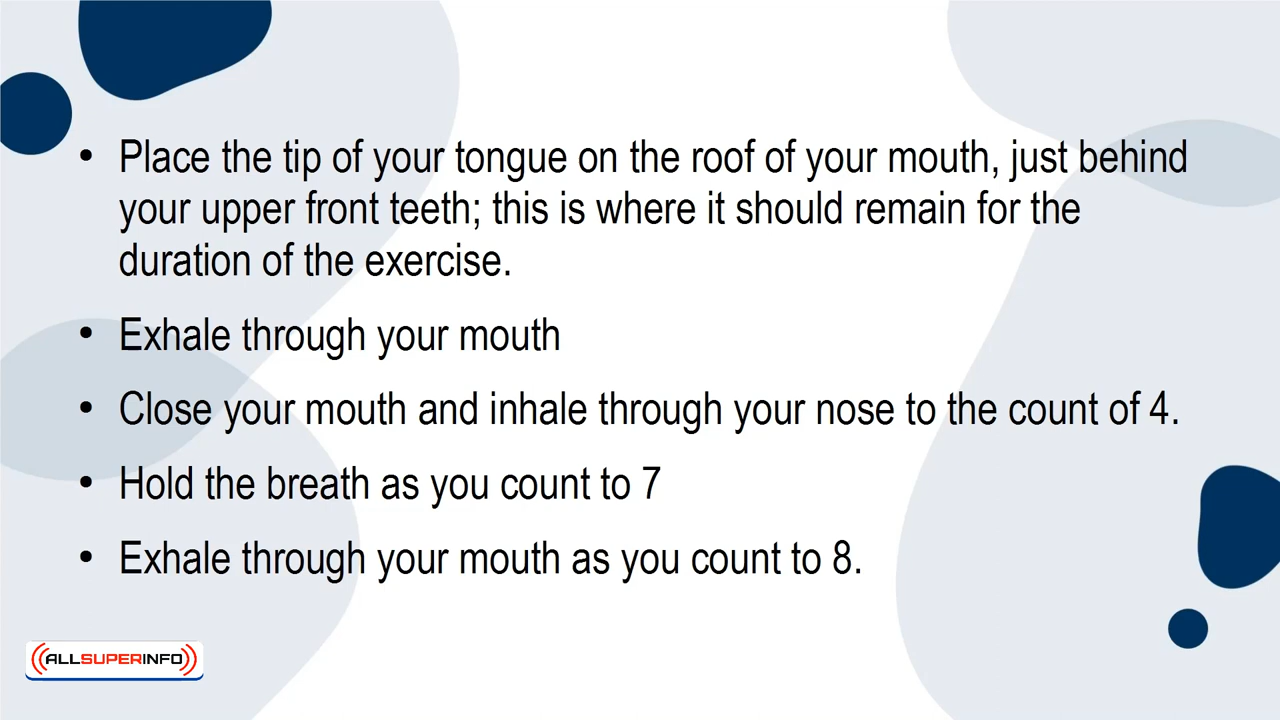 • Place the tip of your tongue on the roof of your mouth, just behind
your upper front teeth; this is where it should remain for the
duration of the exercise.
• Exhale through your mouth
• Close your mouth and inhale through your nose to the count of 4.
• Hold the breath as you count to 7
• Exhale through your mouth as you count to 8.
ALLSUPERINFO